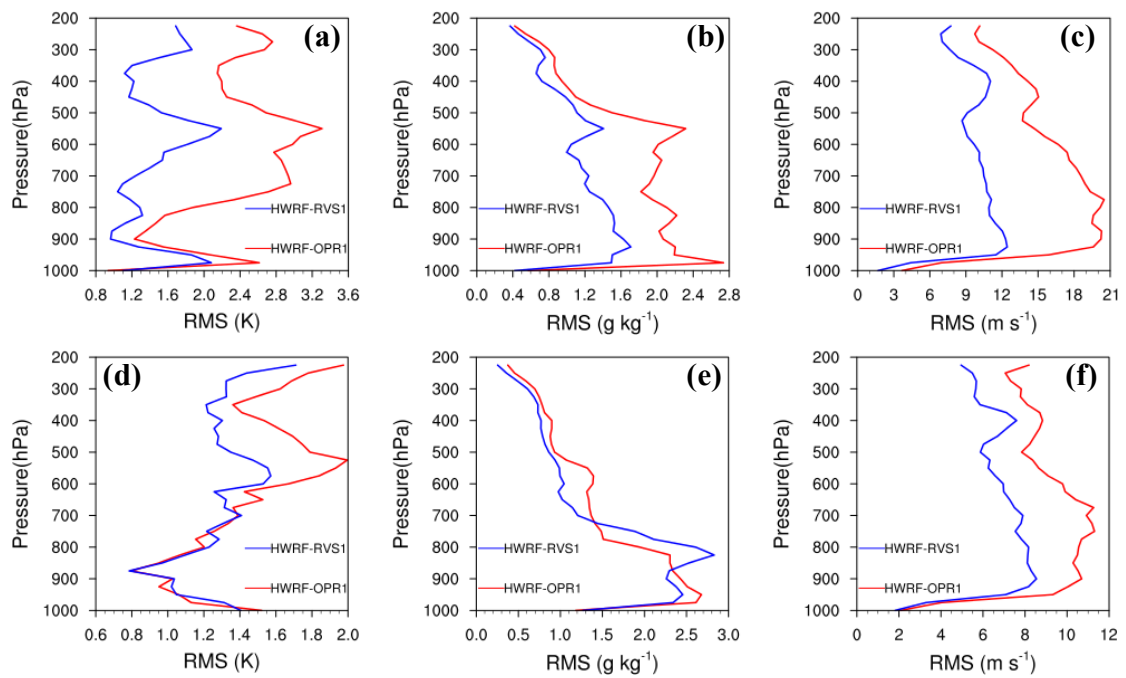 200 300 400 500 600 700 800 900 1000
Pressure(hPa)
(a)
HWRF-RVS1
HWRF-OPR1
0.8 1.2 1.6 2.0 2.4 2.8 3.2 3.6
RMS (K)
200 300 400 500 600 700 800 900 1000
Pressure(hPa)
(b)
HWRF-RVS1
HWRF-OPR1
0.0 0.4 0.8 1.2 1.6 2.0 2.4 2.8
RMS (g kg⁻¹)
200 300 400 500 600 700 800 900 1000
Pressure(hPa)
(c)
HWRF-RVS1
HWRF-OPR1
0 3 6 9 12 15 18 21
RMS (m s⁻¹)
200 300 400 500 600 700 800 900 1000
Pressure(hPa)
(d)
HWRF-RVS1
HWRF-OPR1
0.6 0.8 1.0 1.2 1.4 1.6 1.8 2.0
RMS (K)
200 300 400 500 600 700 800 900 1000
Pressure(hPa)
(e)
HWRF-RVS1
HWRF-OPR1
0.0 0.5 1.0 1.5 2.0 2.5 3.0
RMS (g kg⁻¹)
200 300 400 500 600 700 800 900 1000
Pressure(hPa)
(f)
HWRF-RVS1
HWRF-OPR1
0 2 4 6 8 10 12
RMS (m s⁻¹)